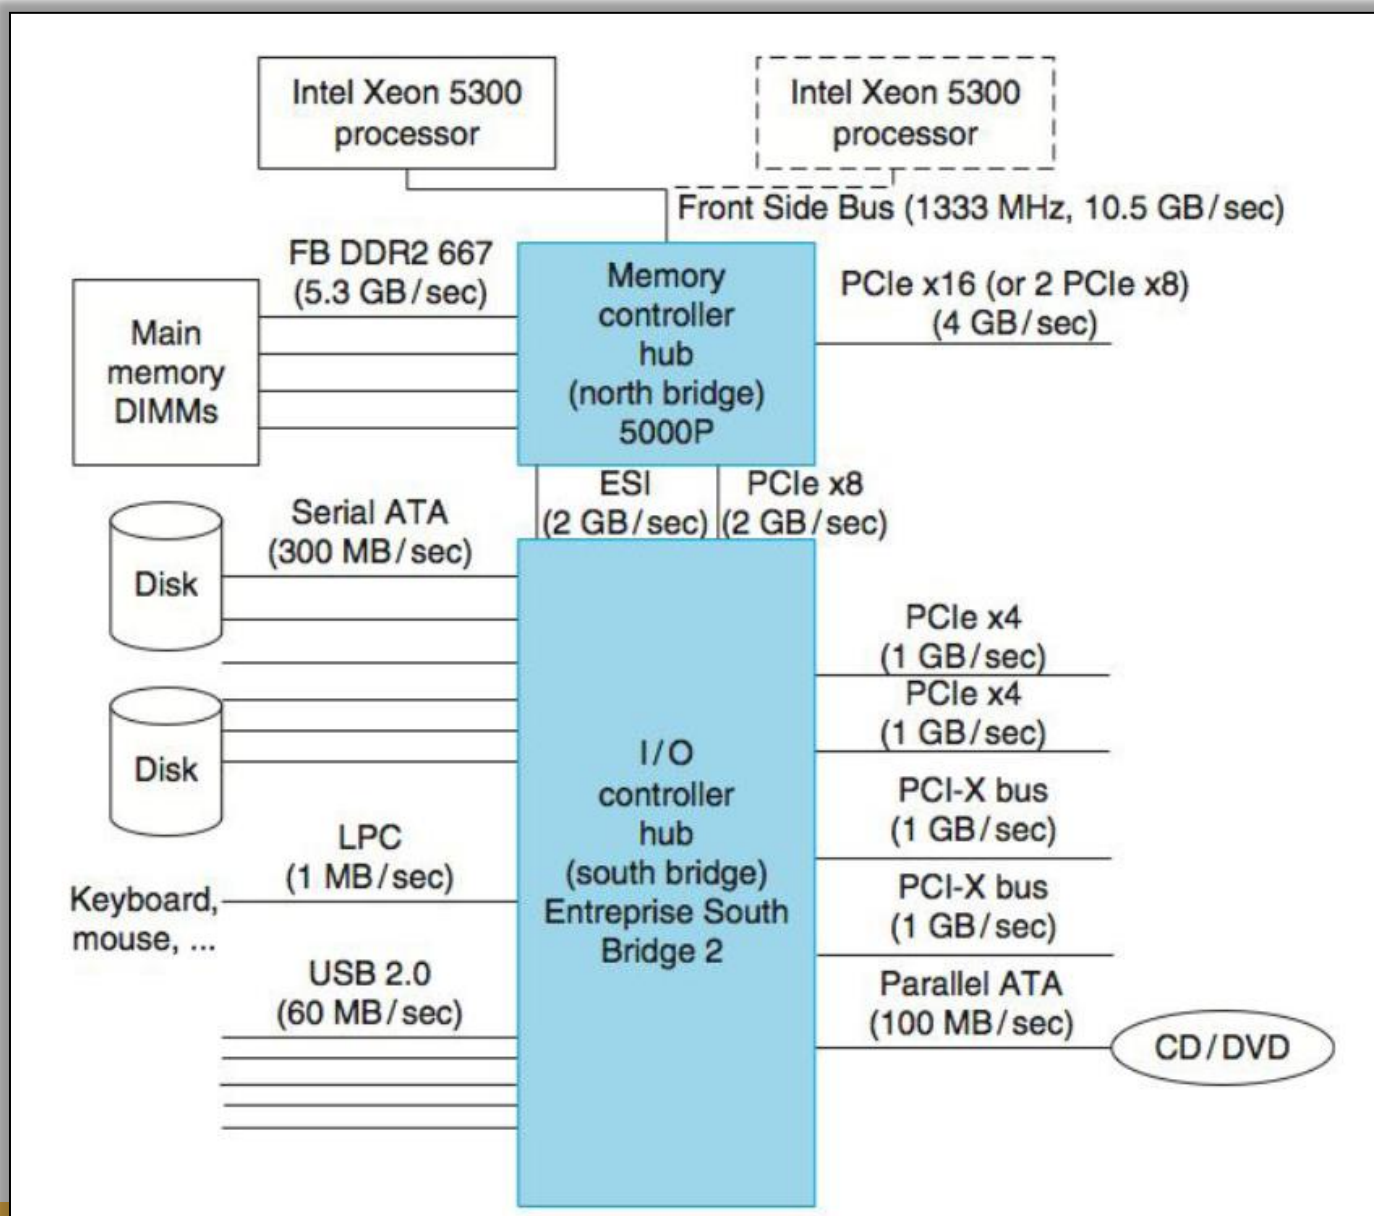 Intel Xeon 5300
processor
Intel Xeon 5300
processor
Front Side Bus (1333 MHz, 10.5 GB/sec)
FB DDR2 667
(5.3 GB/sec)
Main
memory
DIMMs
Memory
controller
hub
(north bridge)
5000P
PCIe x16 (or 2 PCIe x8)
(4 GB/sec)
ESI
(2 GB/sec)
PCIe x8
(2 GB/sec)
Serial ATA
(300 MB/sec)
Disk
Disk
LPC
(1 MB/sec)
Keyboard,
mouse, ...
USB 2.0
(60 MB/sec)
I/O
controller
hub
(south bridge)
Entreprise South
Bridge 2
PCIe x4
(1 GB/sec)
PCIe x4
(1 GB/sec)
PCI-X bus
(1 GB/sec)
PCI-X bus
(1 GB/sec)
Parallel ATA
(100 MB/sec)
CD/DVD